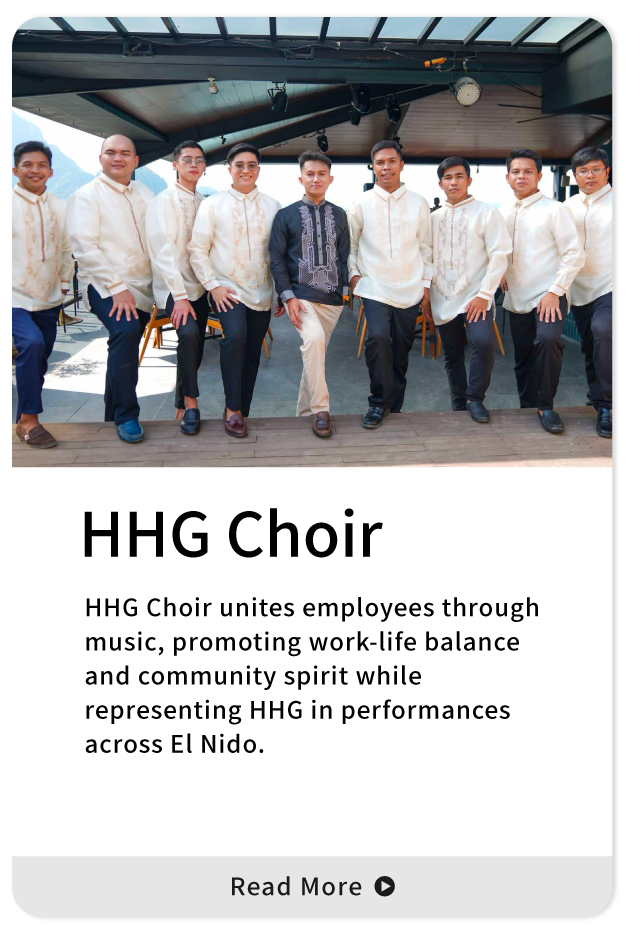 HHG Choir
HHG Choir unites employees through
music, promoting work-life balance
and community spirit while
representing HHG in performances
across El Nido.
Read More